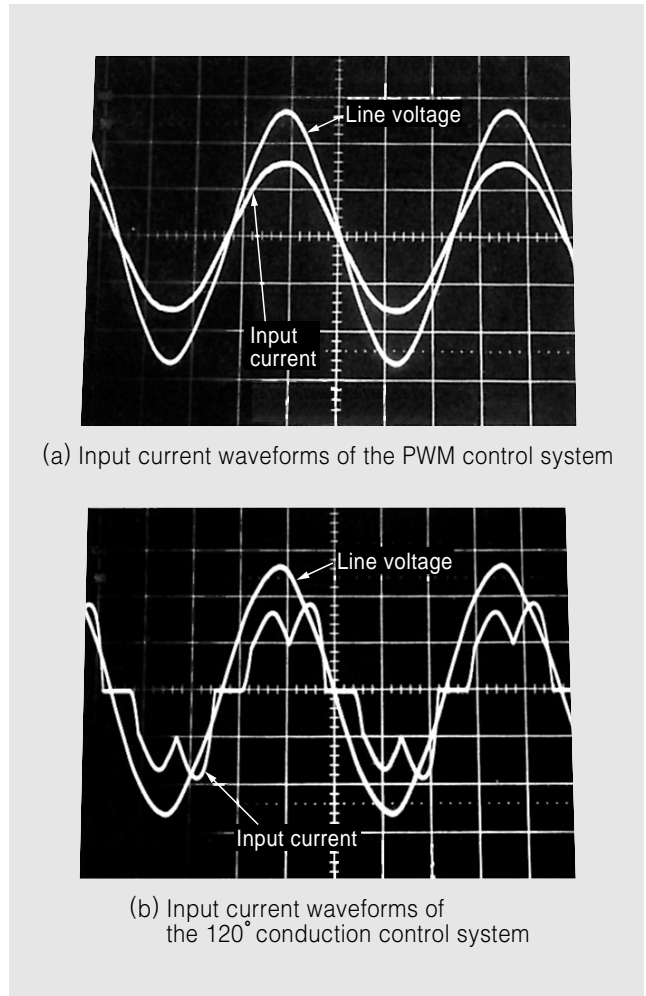 Line voltage
Input
current
(a) Input current waveforms of the PWM control system
Line voltage
Input current
(b) Input current waveforms of
the 120° conduction control system